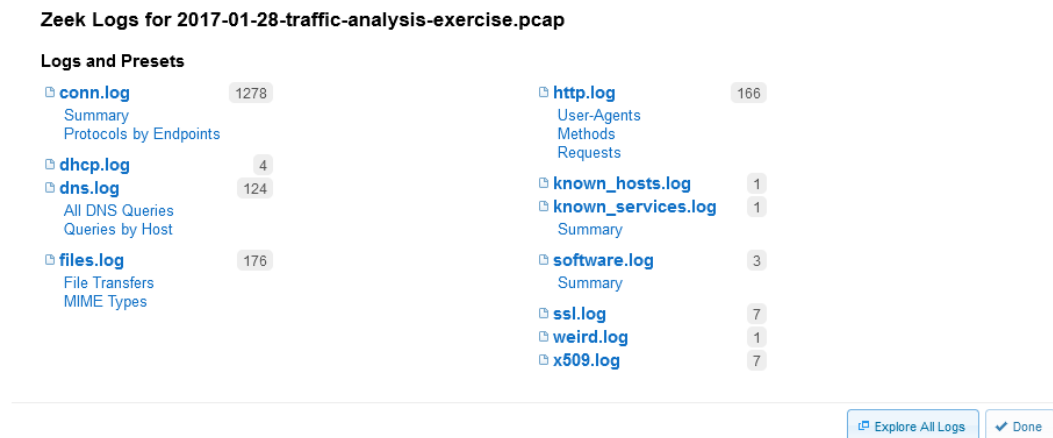 Zeek Logs for 2017-01-28-traffic-analysis-exercise.pcap
Logs and Presets
conn.log 1278
Summary
Protocols by Endpoints
dhcp.log 4
dns.log 124
All DNS Queries
Queries by Host
files.log 176
File Transfers
MIME Types
http.log 166
User-Agents
Methods
Requests
known_hosts.log 1
known_services.log 1
Summary
software.log 3
Summary
ssl.log 7
weird.log 1
x509.log 7
Explore All Logs
Done